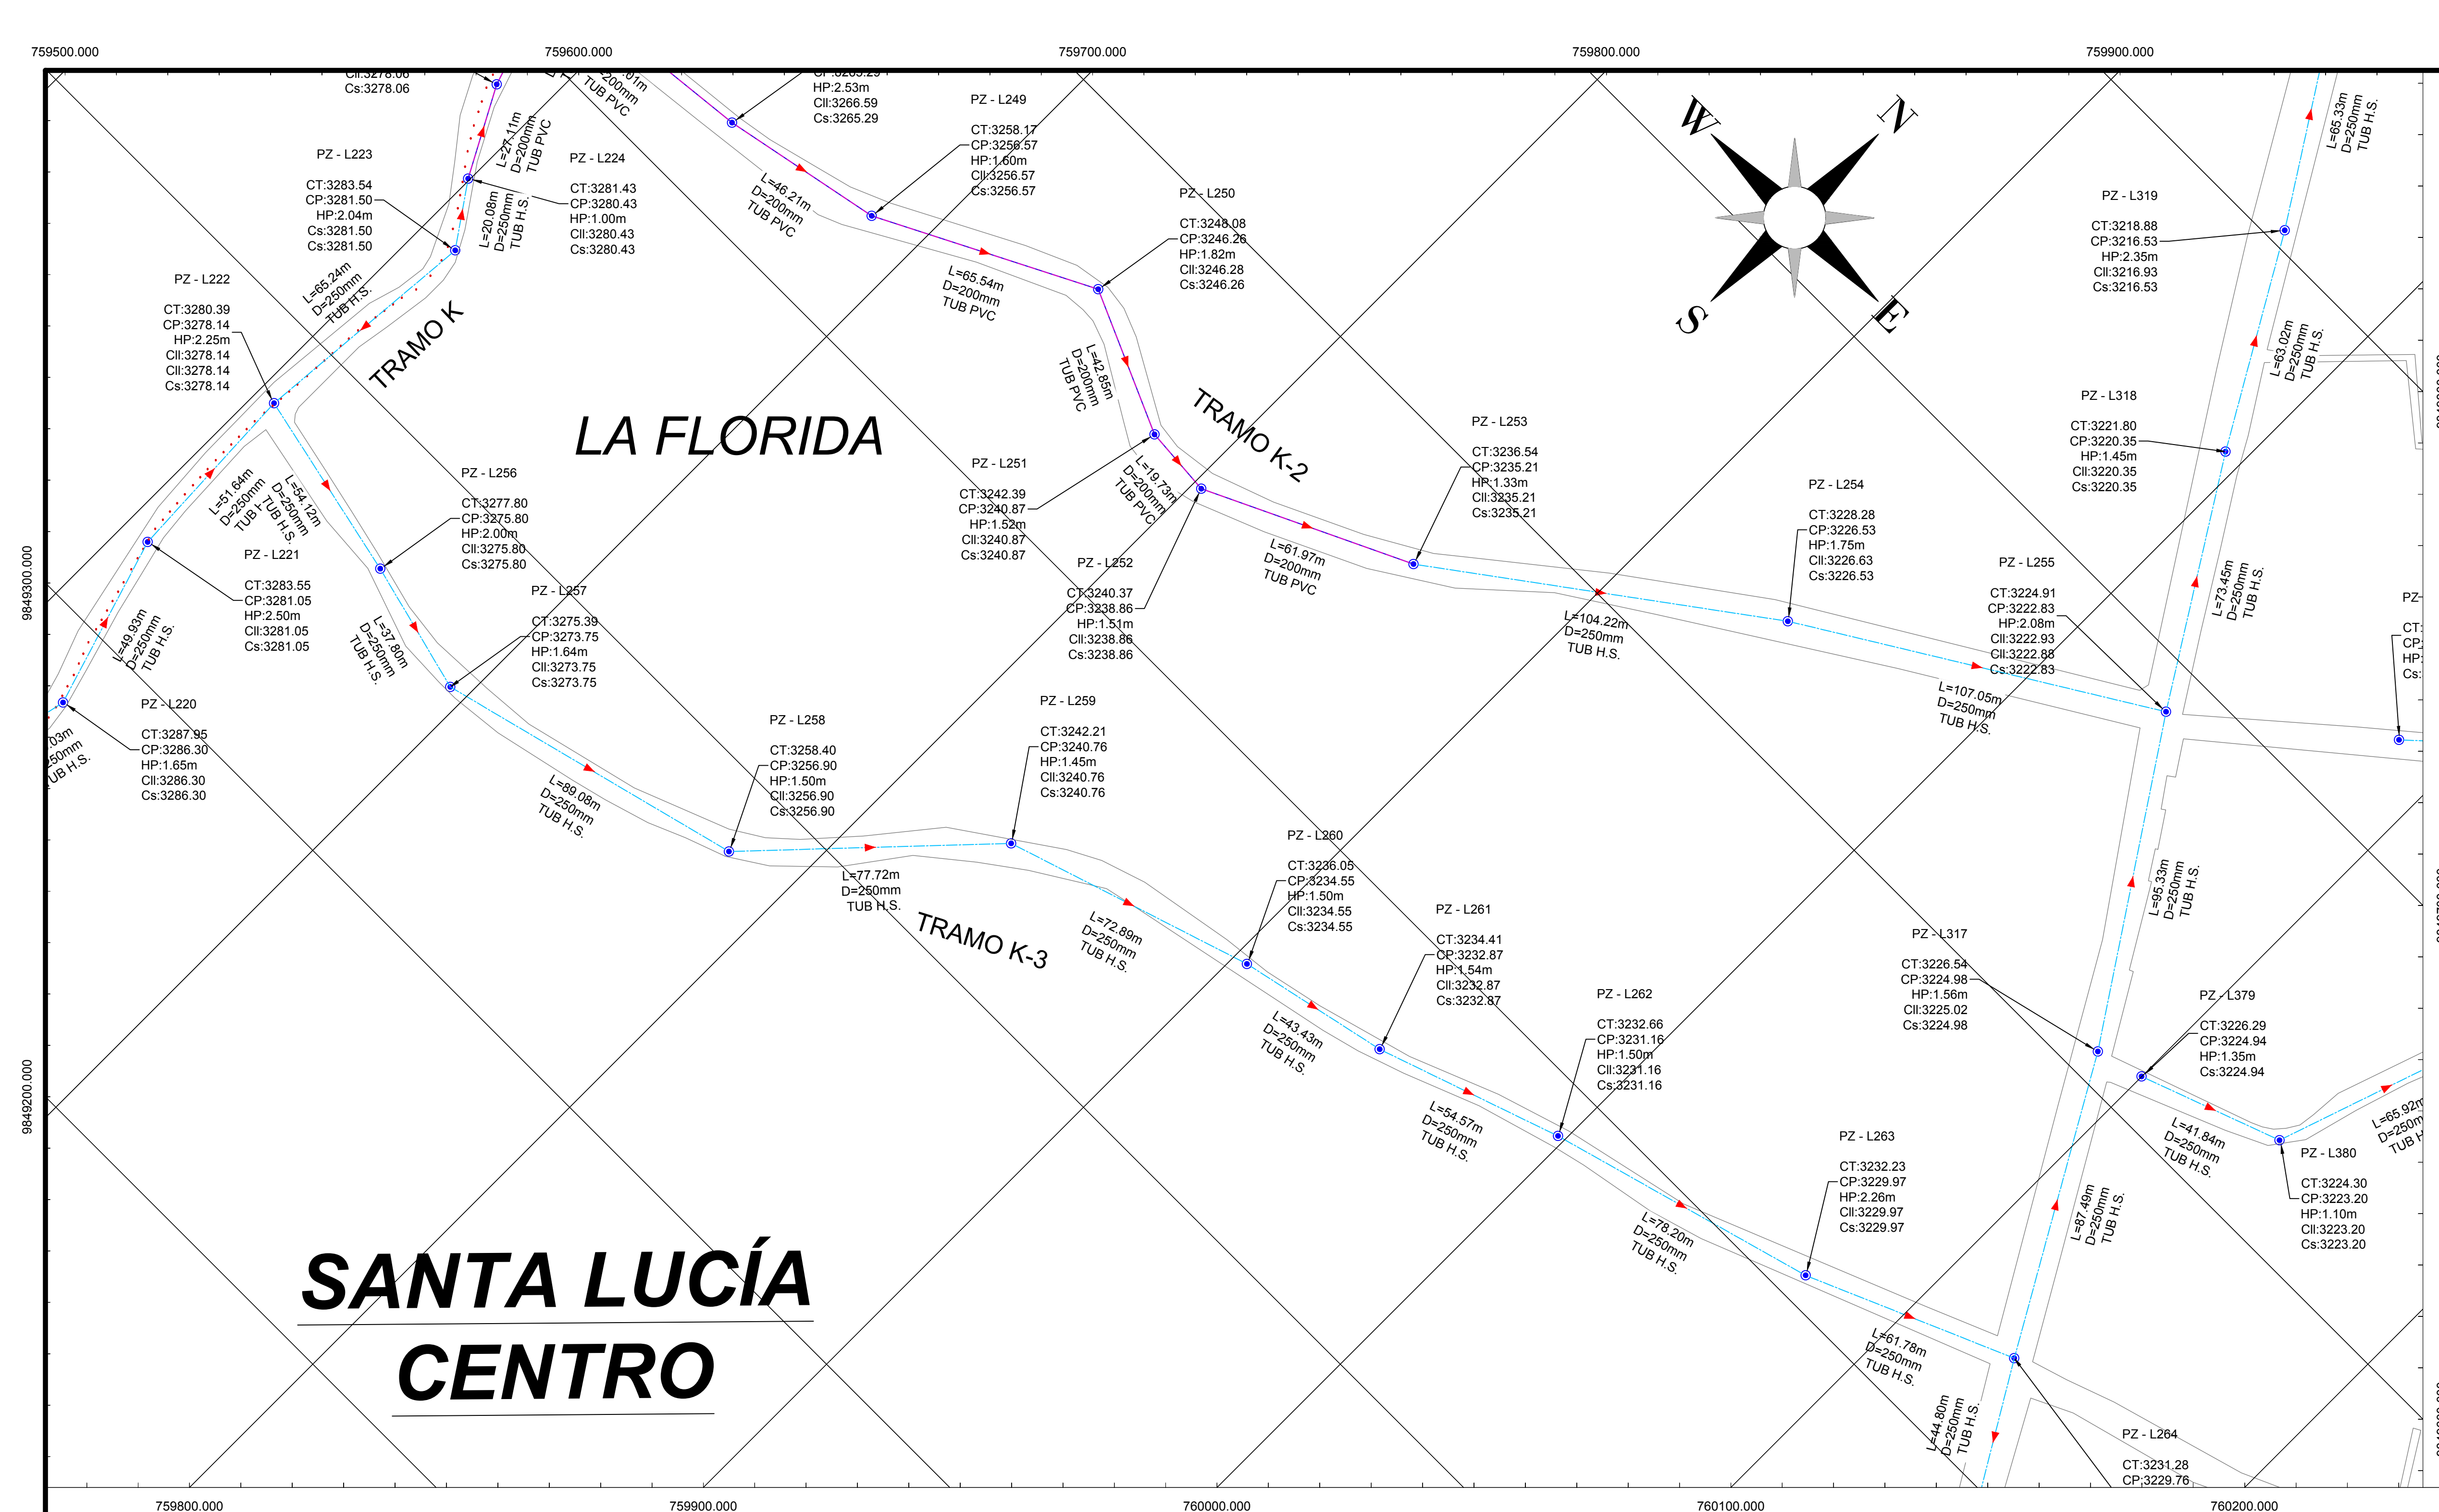 759500.000
759600.000
759700.000
759800.000
759900.000
Cs:3278.06
L=27.11m
D=200mm
TUB PVC
PZ - L223
CT:3283.54
CP:3281.50
HP:2.04m
Cs:3281.50
Cs:3281.50
PZ - L224
CT:3281.43
CP:3280.43
HP:1.00m
Cll:3280.43
Cs:3280.43
L=20.08m
D=250mm
TUB H.S.
TUB PVC
HP:2.53m
Cll:3266.59
Cs:3265.29
PZ - L249
CT:3258.17
CP:3256.57
HP:1.60m
Cll:3256.57
Cs:3256.57
L=46.21m
D=200mm
TUB PVC
PZ - L250
CT:3248.08
CP:3246.26
HP:1.82m
Cll:3246.28
Cs:3246.26
L=65.54m
D=200mm
TUB PVC
W
N
S
E
L=65.33m
D=250mm
TUB H.S.
PZ - L319
CT:3218.88
CP:3216.53
HP:2.35m
Cll:3216.93
Cs:3216.53
PZ - L222
CT:3280.39
CP:3278.14
HP:2.25m
Cll:3278.14
Cll:3278.14
Cs:3278.14
L=65.24m
D=250mm
TUB H.S.
TRAMO K
LA FLORIDA
L=42.85m
D=200mm
TUB PVC
TRAMO K-2
L=63.02m
D=250mm
TUB H.S.
PZ - L318
CT:3221.80
CP:3220.35
HP:1.45m
Cll:3220.35
Cs:3220.35
L=51.64m
D=250mm
L=54.12m
D=250mm
TUB H.S.
PZ - L256
CT:3277.80
CP:3275.80
HP:2.00m
Cll:3275.80
Cs:3275.80
PZ - L251
CT:3242.39
CP:3240.87
HP:1.52m
Cll:3240.87
Cs:3240.87
L=19.73m
D=200mm
TUB PVC
PZ - L253
CT:3236.54
CP:3235.21
HP:1.33m
Cll:3235.21
Cs:3235.21
PZ - L254
CT:3228.28
CP:3226.53
HP:1.75m
Cll:3226.63
Cs:3226.53
9849300.000
PZ - L221
CT:3283.55
CP:3281.05
HP:2.50m
Cll:3281.05
Cs:3281.05
PZ - L257
CT:3275.39
CP:3273.75
HP:1.64m
Cll:3273.75
Cs:3273.75
PZ - L252
CT:3240.37
CP:3238.86
HP:1.51m
Cll:3238.86
Cs:3238.86
L=61.97m
D=200mm
TUB PVC
L=104.22m
D=250mm
TUB H.S.
PZ - L255
CT:3224.91
CP:3222.83
HP:2.08m
Cll:3222.93
Cll:3222.88
Cs:3222.83
L=73.45m
D=250mm
TUB H.S.
L=49.93m
D=250mm
TUB H.S.
L=37.80m
D=250mm
TUB H.S.
L=107.05m
D=250mm
TUB H.S.
PZ - L220
CT:3287.95
CP:3286.30
HP:1.65m
Cll:3286.30
Cs:3286.30
PZ - L258
CT:3258.40
CP:3256.90
HP:1.50m
Cll:3256.90
Cs:3256.90
PZ - L259
CT:3242.21
CP:3240.76
HP:1.45m
Cll:3240.76
Cs:3240.76
L=89.08m
D=250mm
TUB H.S.
L=77.72m
D=250mm
TUB H.S.
PZ - L260
CT:3236.05
CP:3234.55
HP:1.50m
Cll:3234.55
Cs:3234.55
L=95.33m
D=250mm
TUB H.S.
TRAMO K-3
L=72.89m
D=250mm
TUB H.S.
PZ - L261
CT:3234.41
CP:3232.87
HP:1.54m
Cll:3232.87
Cs:3232.87
PZ - L317
CT:3226.54
CP:3224.98
HP:1.56m
Cll:3225.02
Cs:3224.98
L=43.43m
D=250mm
TUB H.S.
PZ - L262
CT:3232.66
CP:3231.16
HP:1.50m
Cll:3231.16
Cs:3231.16
PZ - L379
CT:3226.29
CP:3224.94
HP:1.35m
Cs:3224.94
9849200.000
L=54.57m
D=250mm
TUB H.S.
L=41.84m
D=250mm
TUB H.S.
L=65.92m
PZ - L263
CT:3232.23
CP:3229.97
HP:2.26m
Cll:3229.97
Cs:3229.97
PZ - L380
CT:3224.30
CP:3223.20
HP:1.10m
Cll:3223.20
Cs:3223.20
L=87.49m
D=250mm
TUB H.S.
L=78.20m
D=250mm
TUB H.S.
SANTA LUCÍA
CENTRO
L=61.78m
D=250mm
TUB H.S.
L=44.80m
D=250mm
TUB H.S.
PZ - L264
CT:3231.28
CP:3229.76
759800.000
759900.000
760000.000
760100.000
760200.000